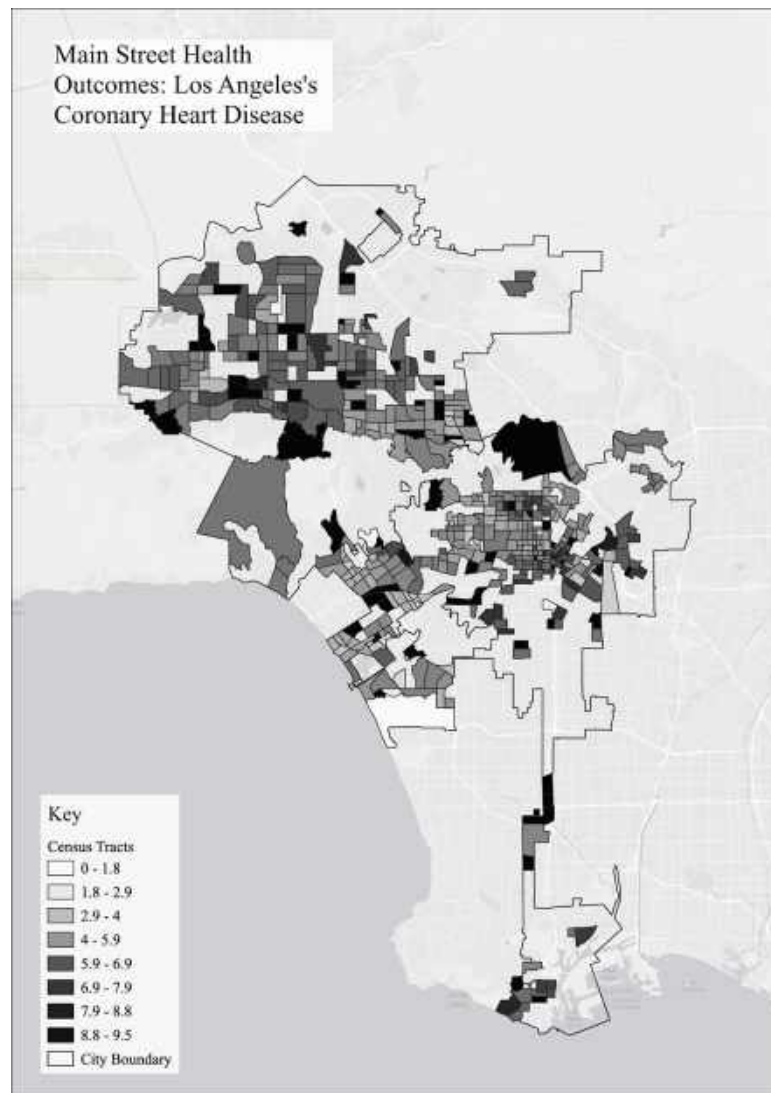 Main Street Health
Outcomes: Los Angeles's
Coronary Heart Disease
Key
Census Tracts
0 - 1.8
1.8 - 2.9
2.9 - 4
4 - 5.9
5.9 - 6.9
6.9 - 7.9
7.9 - 8.8
8.8 - 9.5
City Boundary